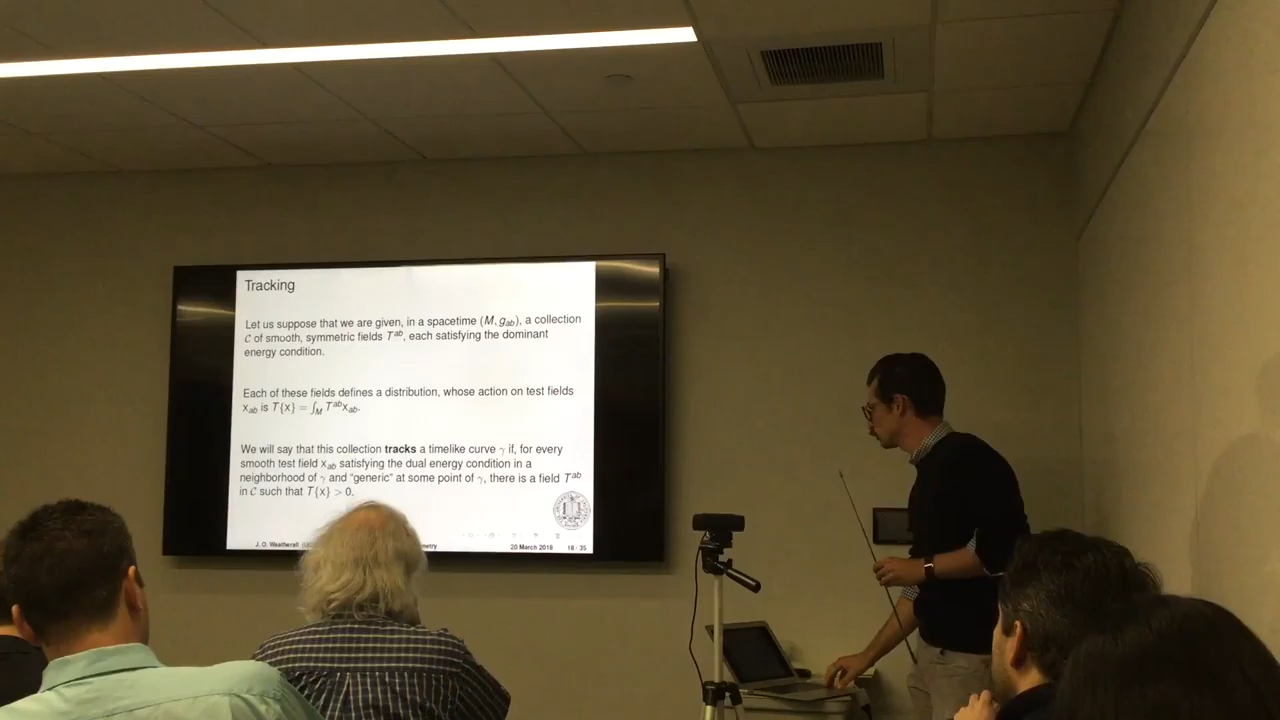 Tracking
Let us suppose that we are given, in a spacetime (M, g_ab), a collection
C of smooth, symmetric fields T^ab, each satisfying the dominant
energy condition.
Each of these fields defines a distribution, whose action on test fields
x_ab is T{x} = ∫_M T^ab x_ab.
We will say that this collection tracks a timelike curve γ if, for every
smooth test field x_ab satisfying the dual energy condition in a
neighborhood of γ and "generic" at some point of γ, there is a field T^ab
in C such that T{x} > 0.
J. O. Weatherall 20 March 2018 18 / 35